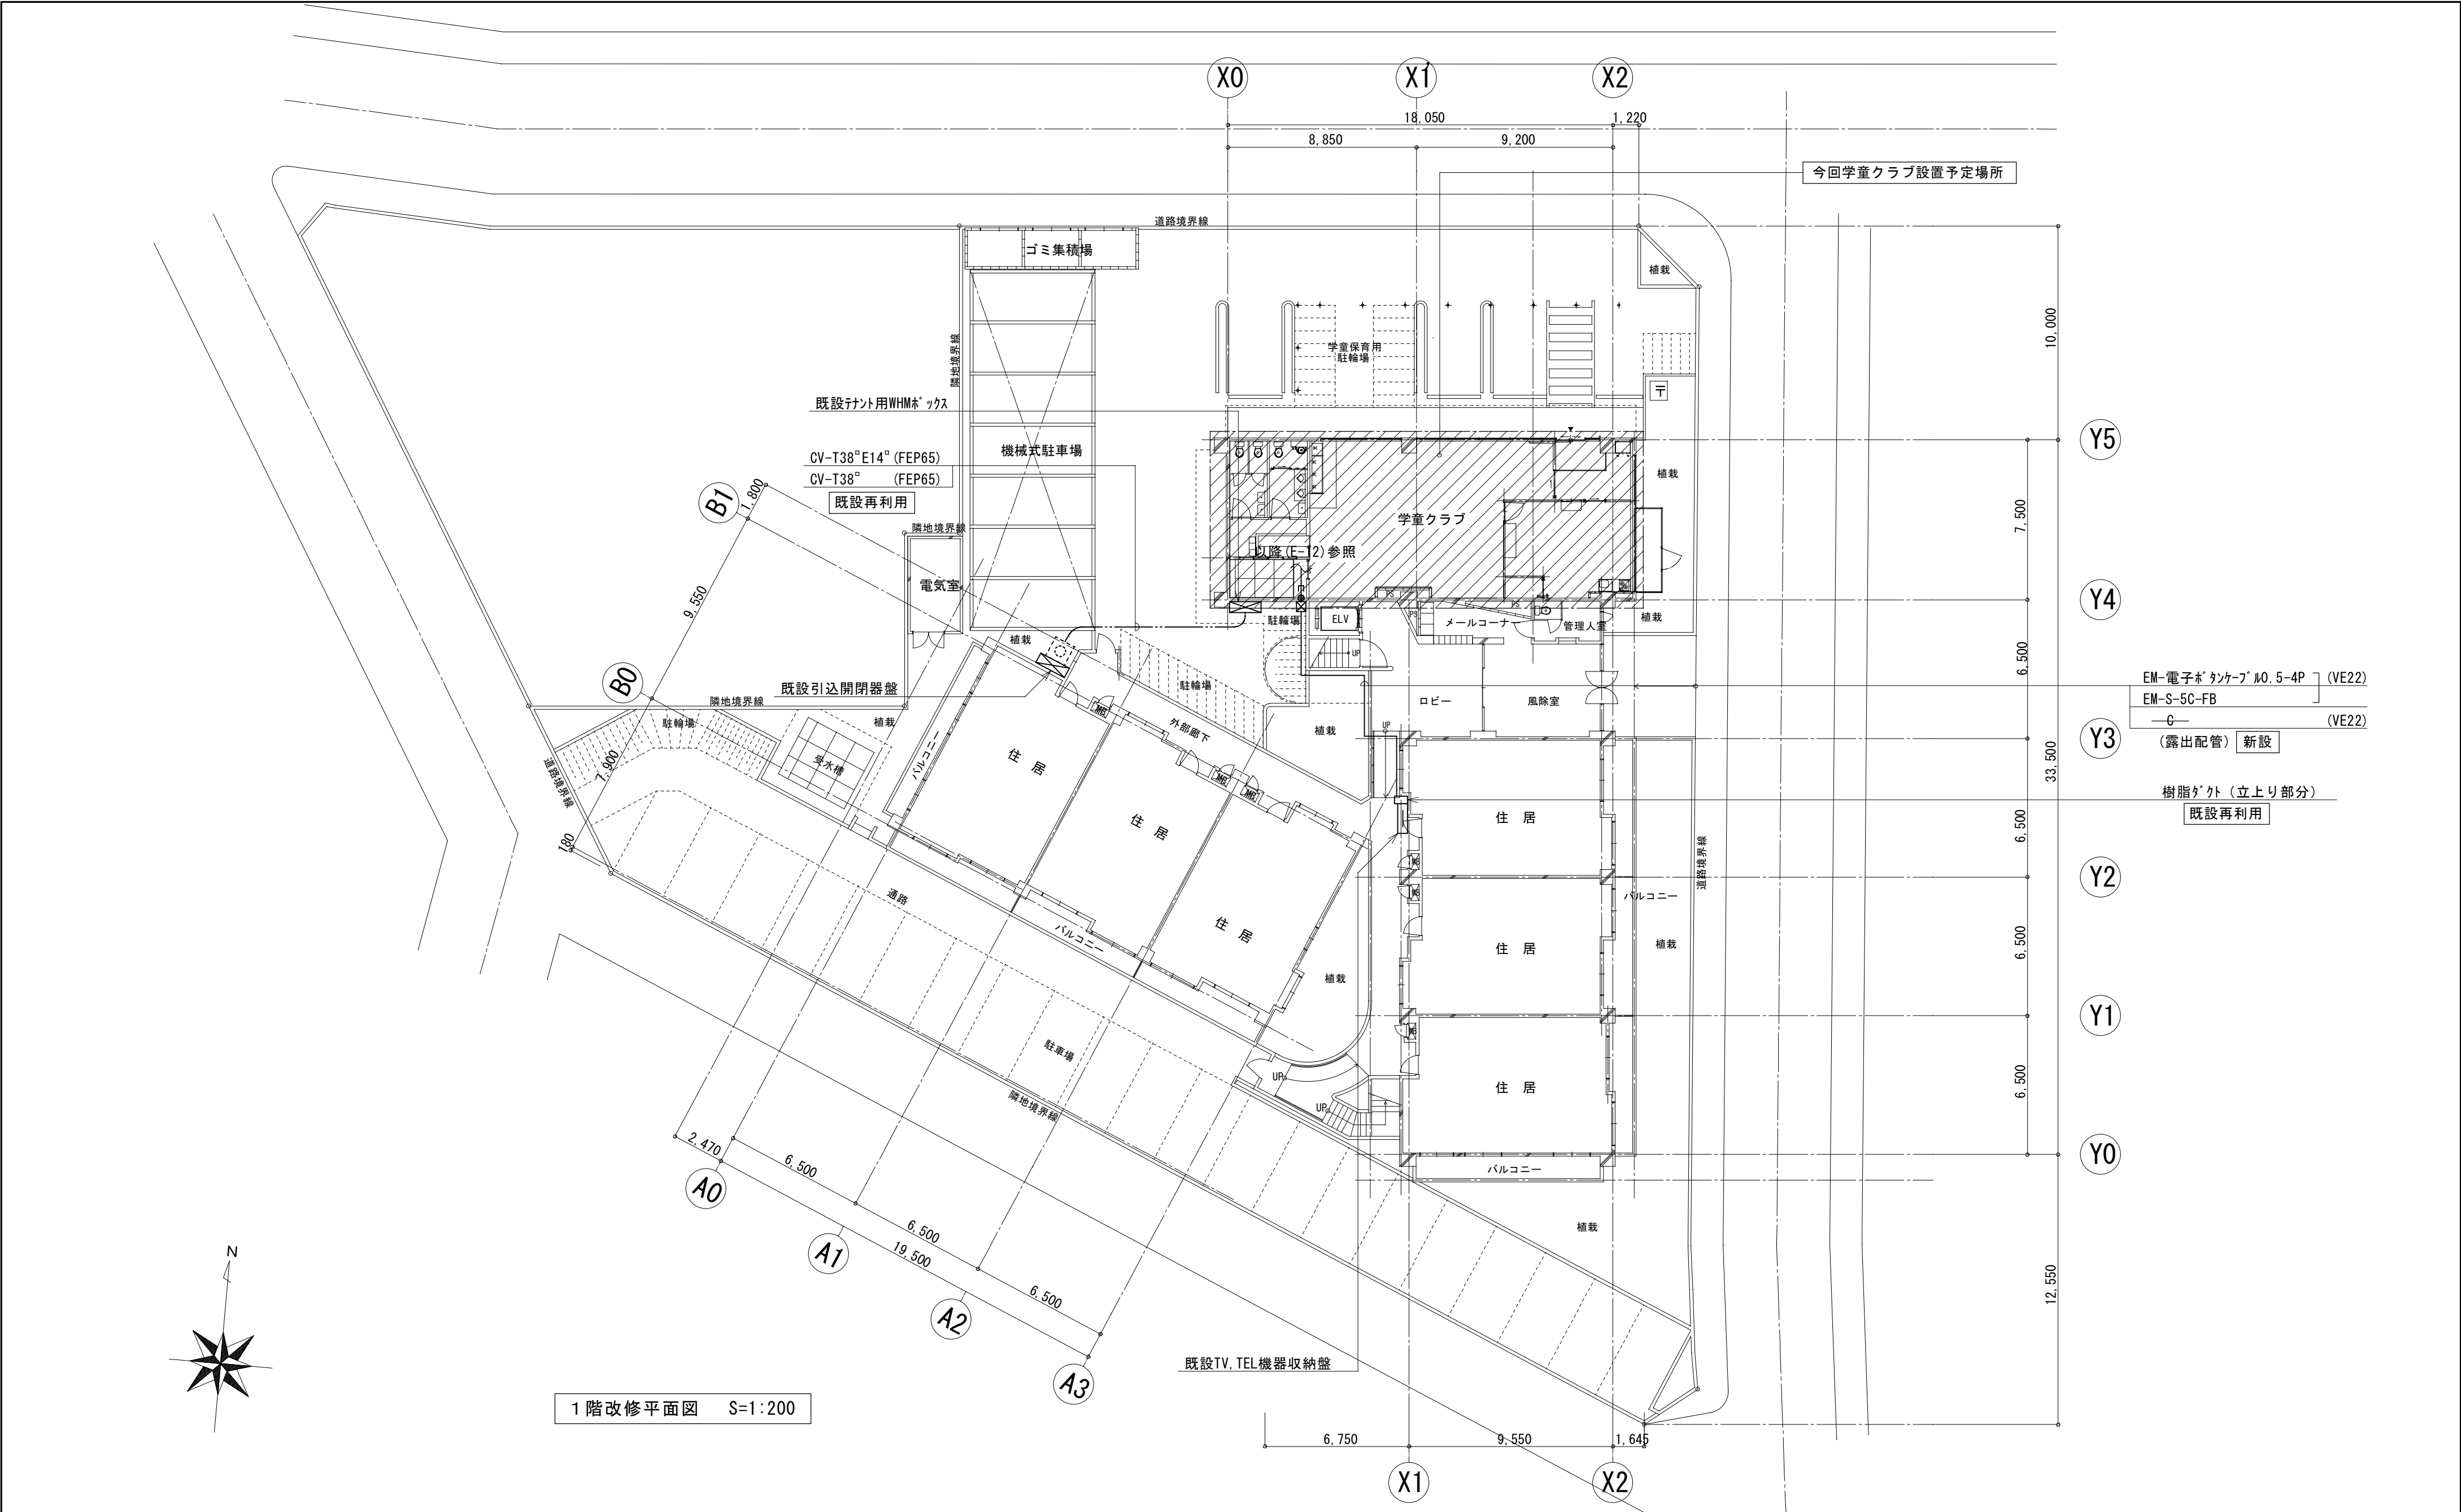 X0 X1 X2
18,050 1,220
8,850 9,200
今回学童クラブ設置予定場所
道路境界線
ゴミ集積場
植栽
10,000
隣地境界線
学童保育用
駐輪場
〒
既設テナント用WHMボックス
機械式駐車場
CV-T38°E14°(FEP65)
CV-T38° (FEP65)
既設再利用
Y5
植栽
B1
1,800
隣地境界線
学童クラブ
7,500
以降(E-12)参照
電気室
9,550
Y4
PS
PS
PS
駐輪場
ELV
メールコーナー
管理人室
植栽
植栽
UP
6,500
B0
既設引込開閉器盤
駐輪場
隣地境界線
植栽
駐輪場
MB
外部廊下
ロビー
風除室
EM-電子ボタンケーブル0.5-4P (VE22)
EM-S-5C-FB
C (VE22)
(露出配管) 新設
植栽
UP
Y3
33,500
受水槽
バルコニー
住居
MB
MB
7,900
道路境界線
樹脂ダクト(立上り部分)
既設再利用
住居
住居
6,500
180
道路境界線
MB
Y2
MB
通路
バルコニー
バルコニー
住居
住居
植栽
6,500
植栽
Y1
MB
駐車場
UP
UP
住居
隣地境界線
6,500
2,470
6,500
Y0
A0
バルコニー
6,500
19,500
植栽
A1
6,500
12,550
A2
N
既設TV,TEL機器収納盤
A3
1階改修平面図 S=1:200
6,750 9,550 1,645
X1 X2